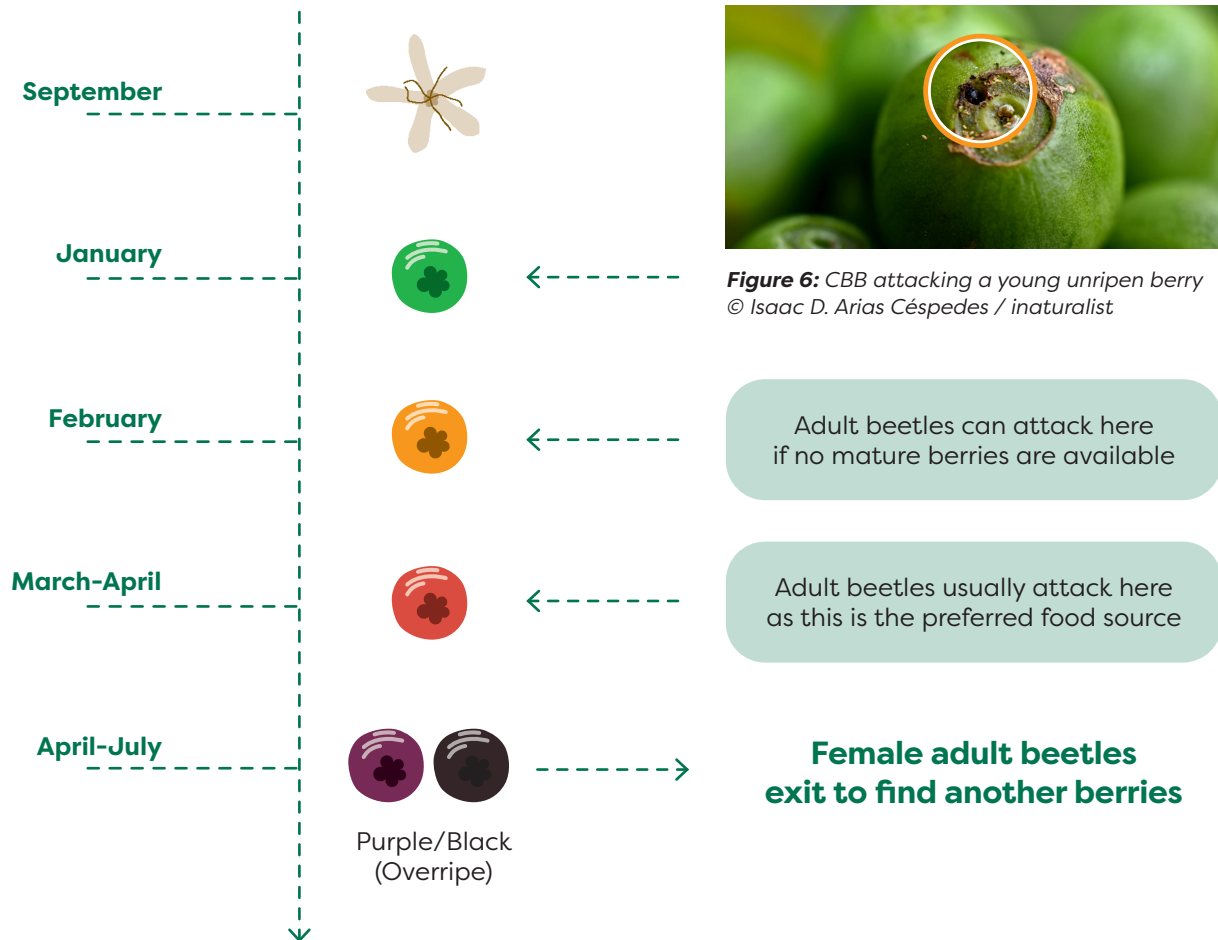 September
January
Figure 6: CBB attacking a young unripen berry
© Isaac D. Arias Céspedes / inaturalist
February
Adult beetles can attack here
if no mature berries are available
March-April
Adult beetles usually attack here
as this is the preferred food source
April-July
Female adult beetles
exit to find another berries
Purple/Black
(Overripe)